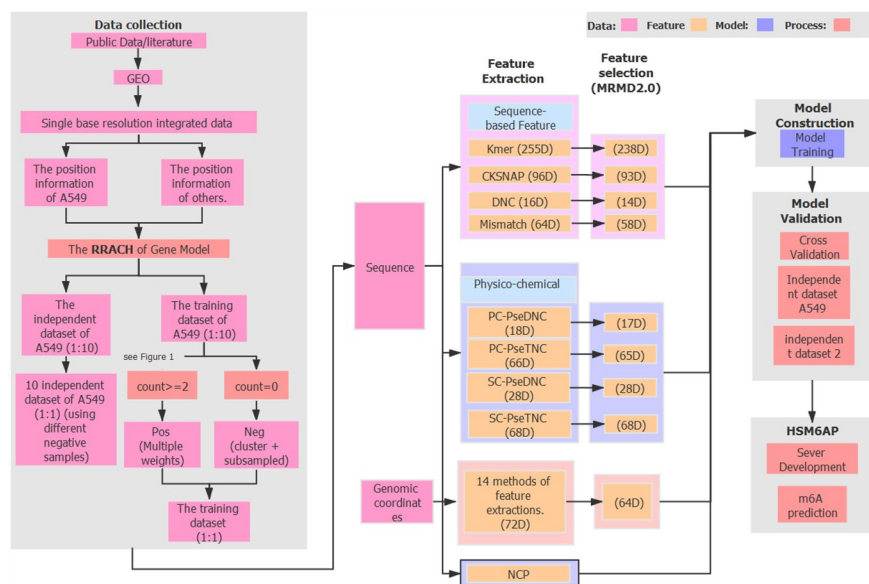 Data collection
Public Data/literature
GEO
Single base resolution integrated data
The position
information
of A549
The position
information
of others.
The RRACH of Gene Model
The
independent
dataset of
A549 (1:10)
The training
dataset of
A549 (1:10)
see Figure 1
10 independent
dataset of A549
(1:1) (using
different
negative
samples)
count>=2
count=0
Pos
(Multiple
weights)
Neg
(cluster +
subsampled)
The training
dataset
(1:1)
Sequence
Genomic
coordinat
es
Feature
Extraction
Feature
selection
(MRMD2.0)
Sequence-
based Feature
Kmer (255D)
(238D)
CKSNAP (96D)
(93D)
DNC (16D)
(14D)
Mismatch (64D)
(58D)
Physico-chemical
PC-PseDNC
(18D)
(17D)
PC-PseTNC
(66D)
(65D)
SC-PseDNC
(28D)
(28D)
SC-PseTNC
(68D)
(68D)
14 methods of
feature
extractions.
(72D)
(64D)
NCP
Data:
Feature
Model:
Process:
Model
Construction
Model
Training
Model
Validation
Cross
Validation
Independe
nt dataset
A549
independen
t dataset 2
HSM6AP
Sever
Development
m6A
prediction